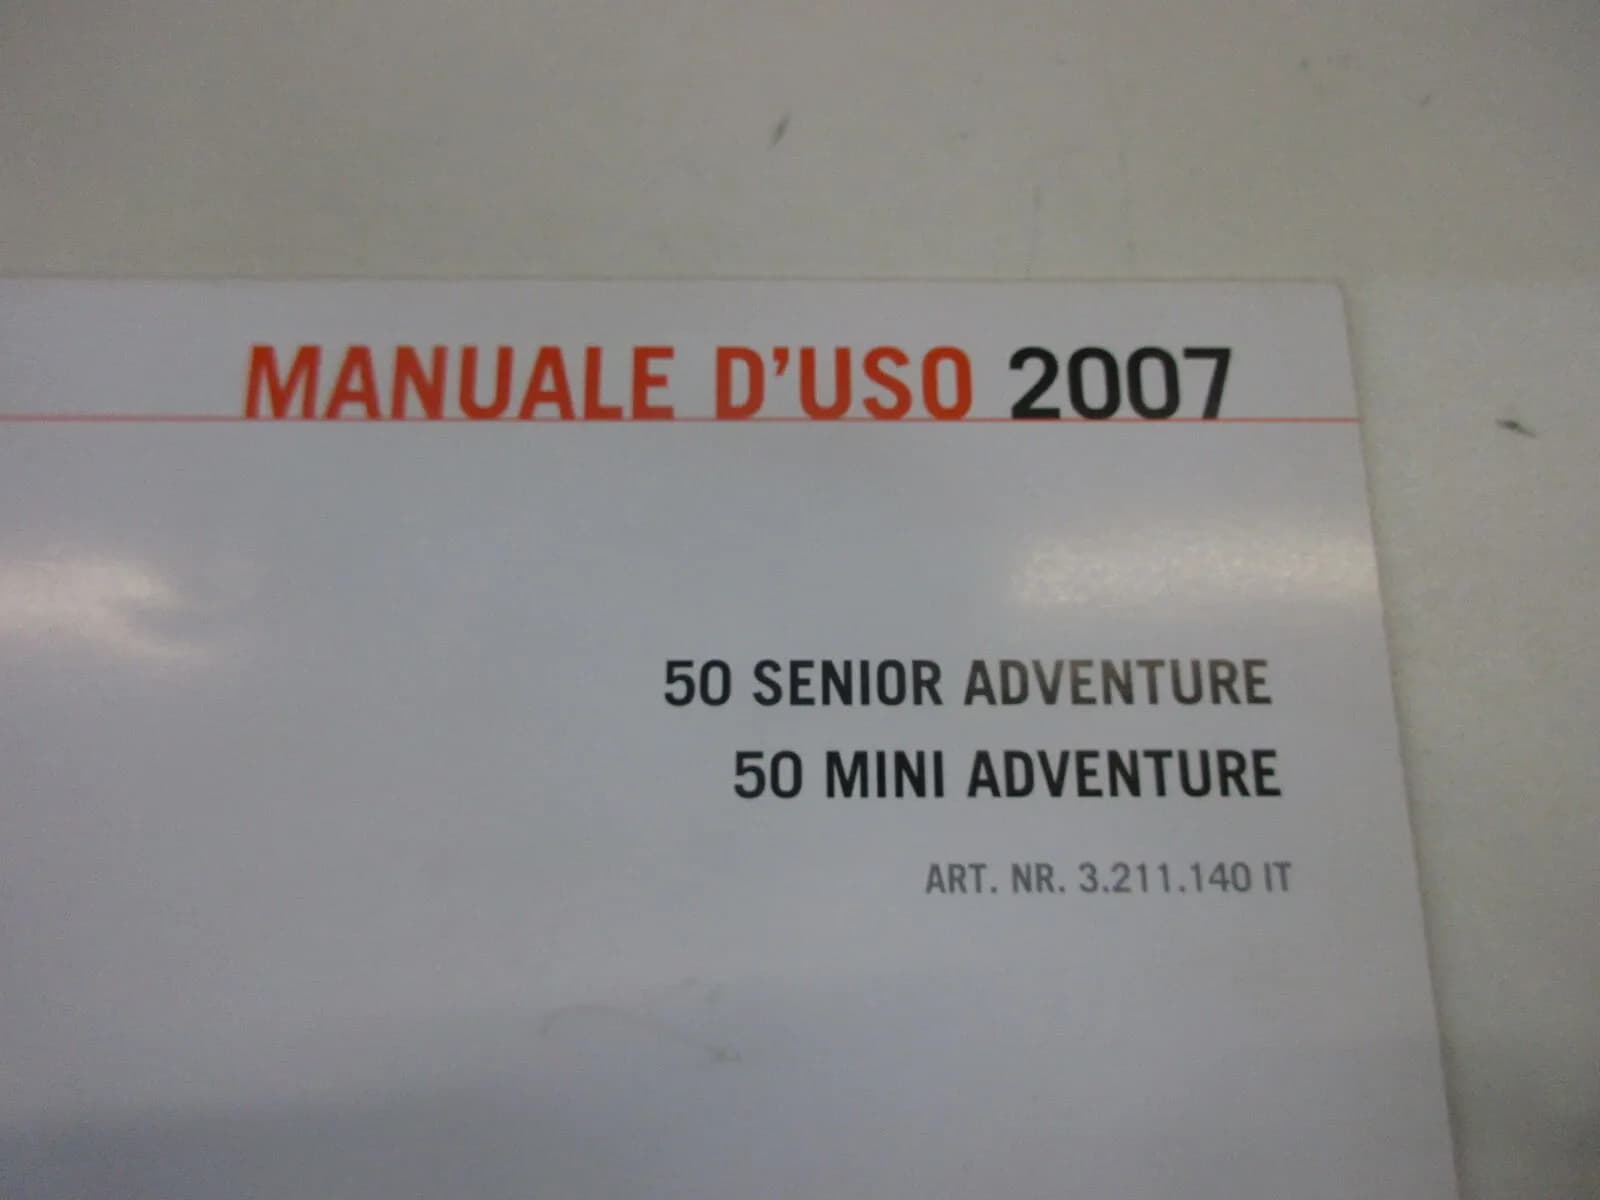 MANUALE D'USO 2007
50 SENIOR ADVENTURE
50 MINI ADVENTURE
ART. NR. 3.211.140 IT